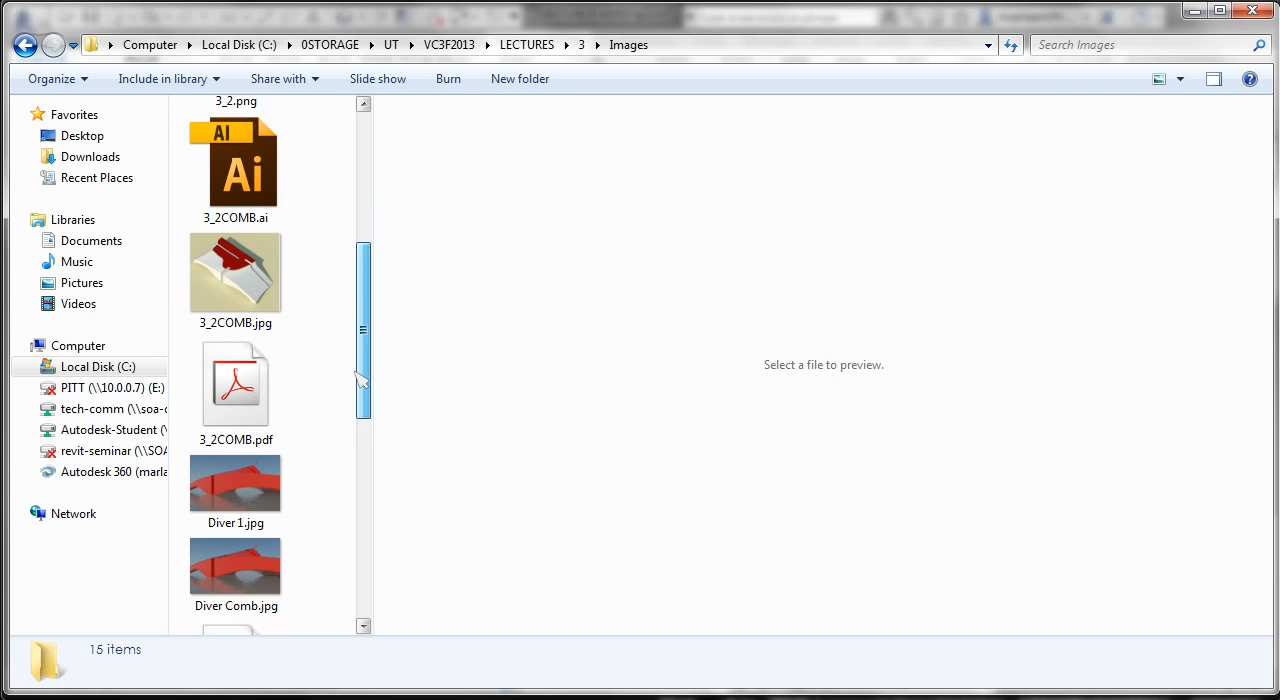 Computer Local Disk (C:) 0STORAGE UT VC3F2013 LECTURES 3 Images
Search Images
Organize Include in library Share with Slide show Burn New folder
Favorites
Desktop
Downloads
Recent Places
Libraries
Documents
Music
Pictures
Videos
Computer
Local Disk (C:)
PITT (\\10.0.0.7) (E:)
tech-comm (\\soa-c
Autodesk-Student (\
revit-seminar (\\SOA
Autodesk 360 (marla
Network
3_2.png
AI
Ai
3_2COMB.ai
3_2COMB.jpg
3_2COMB.pdf
Diver 1.jpg
Diver Comb.jpg
Select a file to preview.
15 items